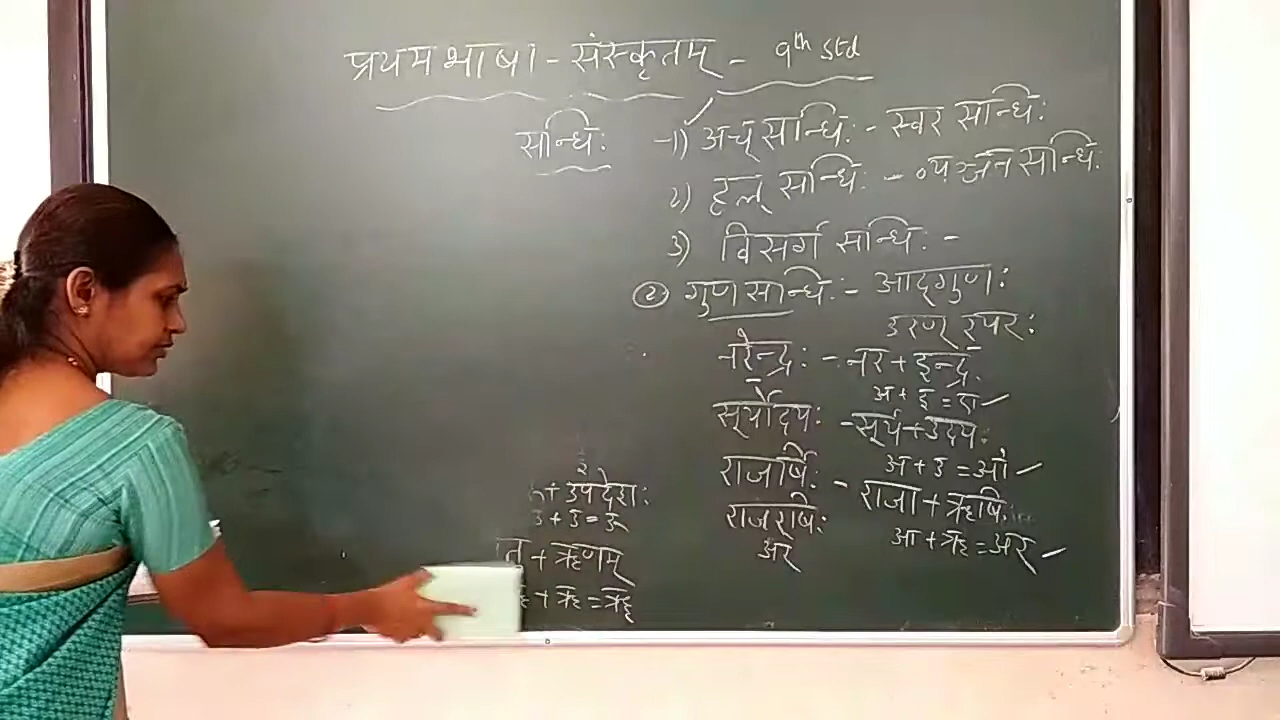 प्रथम भाषा - संस्कृतम् - 9th std
सन्धिः - 1) अच् सन्धिः - स्वर सन्धिः
2) हल् सन्धिः - व्यञ्जन सन्धिः
3) विसर्ग सन्धिः -
② गुण सन्धिः - आद्गुणः
उरण् रपरः
नरेन्द्रः - नर + इन्द्रः
अ + इ = ए
सूर्योदयः - सूर्य + उदयः
अ + उ = ओ
राजर्षिः - राजा + ऋषिः
राजर्षिः
अर्
आ + ऋ = अर्
+ उपदेशः
उ + उ = ऊ
+ ऋणम्
+ ऋ = ॠ